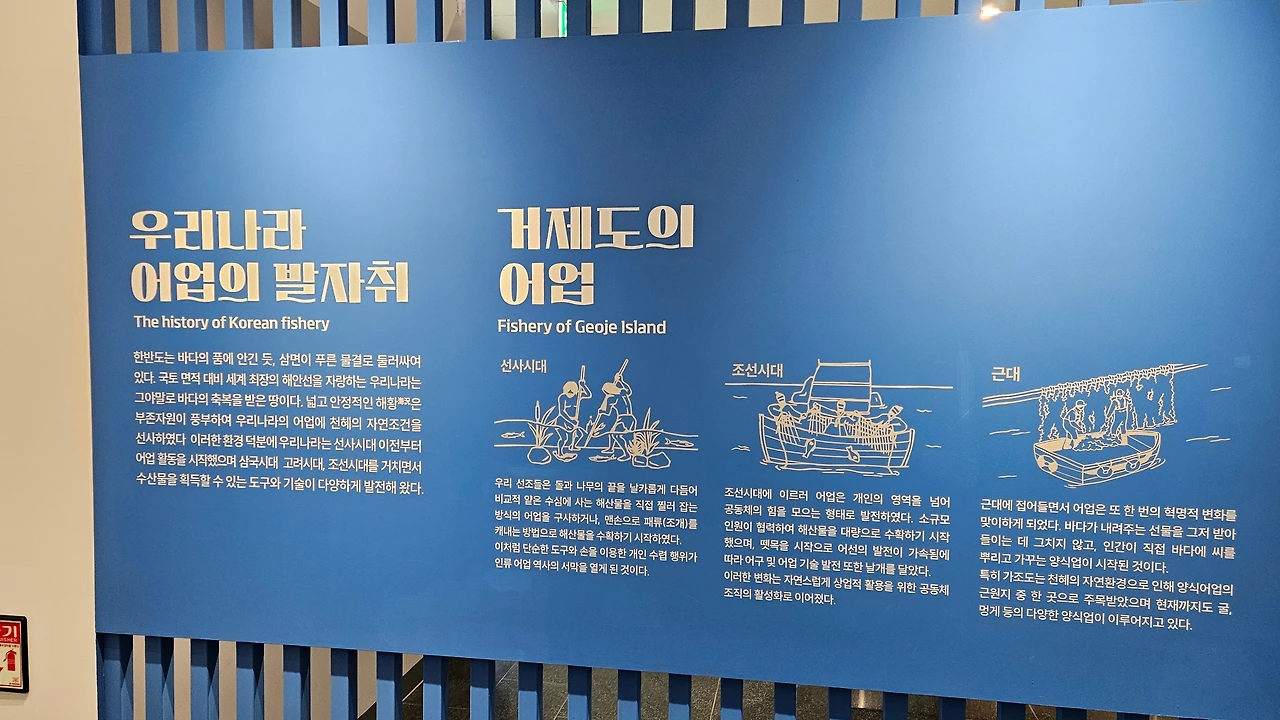 우리나라
어업의 발자취
The history of Korean fishery
한반도는 바다의 품에 안긴 듯, 삼면이 푸른 물결로 둘러싸여
있다. 국토 면적 대비 세계 최장의 해안선을 자랑하는 우리나라는
그야말로 바다의 축복을 받은 땅이다. 넓고 안정적인 해황海況은
부존자원이 풍부하여 우리나라의 어업에 천혜의 자연조건을
선사하였다 이러한 환경 덕분에 우리나라는 선사시대 이전부터
어업 활동을 시작했으며 삼국시대 고려시대, 조선시대를 거치면서
수산물을 획득할 수 있는 도구와 기술이 다양하게 발전해 왔다.
거제도의
어업
Fishery of Geoje Island
선사시대
우리 선조들은 돌과 나무의 끝을 날카롭게 다듬어
비교적 얕은 수심에 사는 해산물을 직접 찔러 잡는
방식의 어업을 구사하거나, 맨손으로 패류(조개)를
캐내는 방법으로 해산물을 수확하기 시작하였다.
이처럼 단순한 도구와 손을 이용한 개인 수렵 행위가
인류 어업 역사의 서막을 열게 된 것이다.
조선시대
조선시대에 이르러 어업은 개인의 영역을 넘어
공동체의 힘을 모으는 형태로 발전하였다. 소규모
인원이 협력하여 해산물을 대량으로 수확하기 시작
했으며, 뗏목을 시작으로 어선의 발전이 가속됨에
따라 어구 및 어업 기술 발전 또한 날개를 달았다.
이러한 변화는 자연스럽게 상업적 활용을 위한 공동체
조직의 활성화로 이어졌다.
근대
근대에 접어들면서 어업은 또 한 번의 혁명적 변화를
맞이하게 되었다. 바다가 내려주는 선물을 그저 받아
들이는 데 그치지 않고, 인간이 직접 바다에 씨를
뿌리고 가꾸는 양식업이 시작된 것이다.
특히 가조도는 천혜의 자연환경으로 인해 양식어업의
근원지 중 한 곳으로 주목받았으며 현재까지도 굴,
멍게 등의 다양한 양식업이 이루어지고 있다.
기